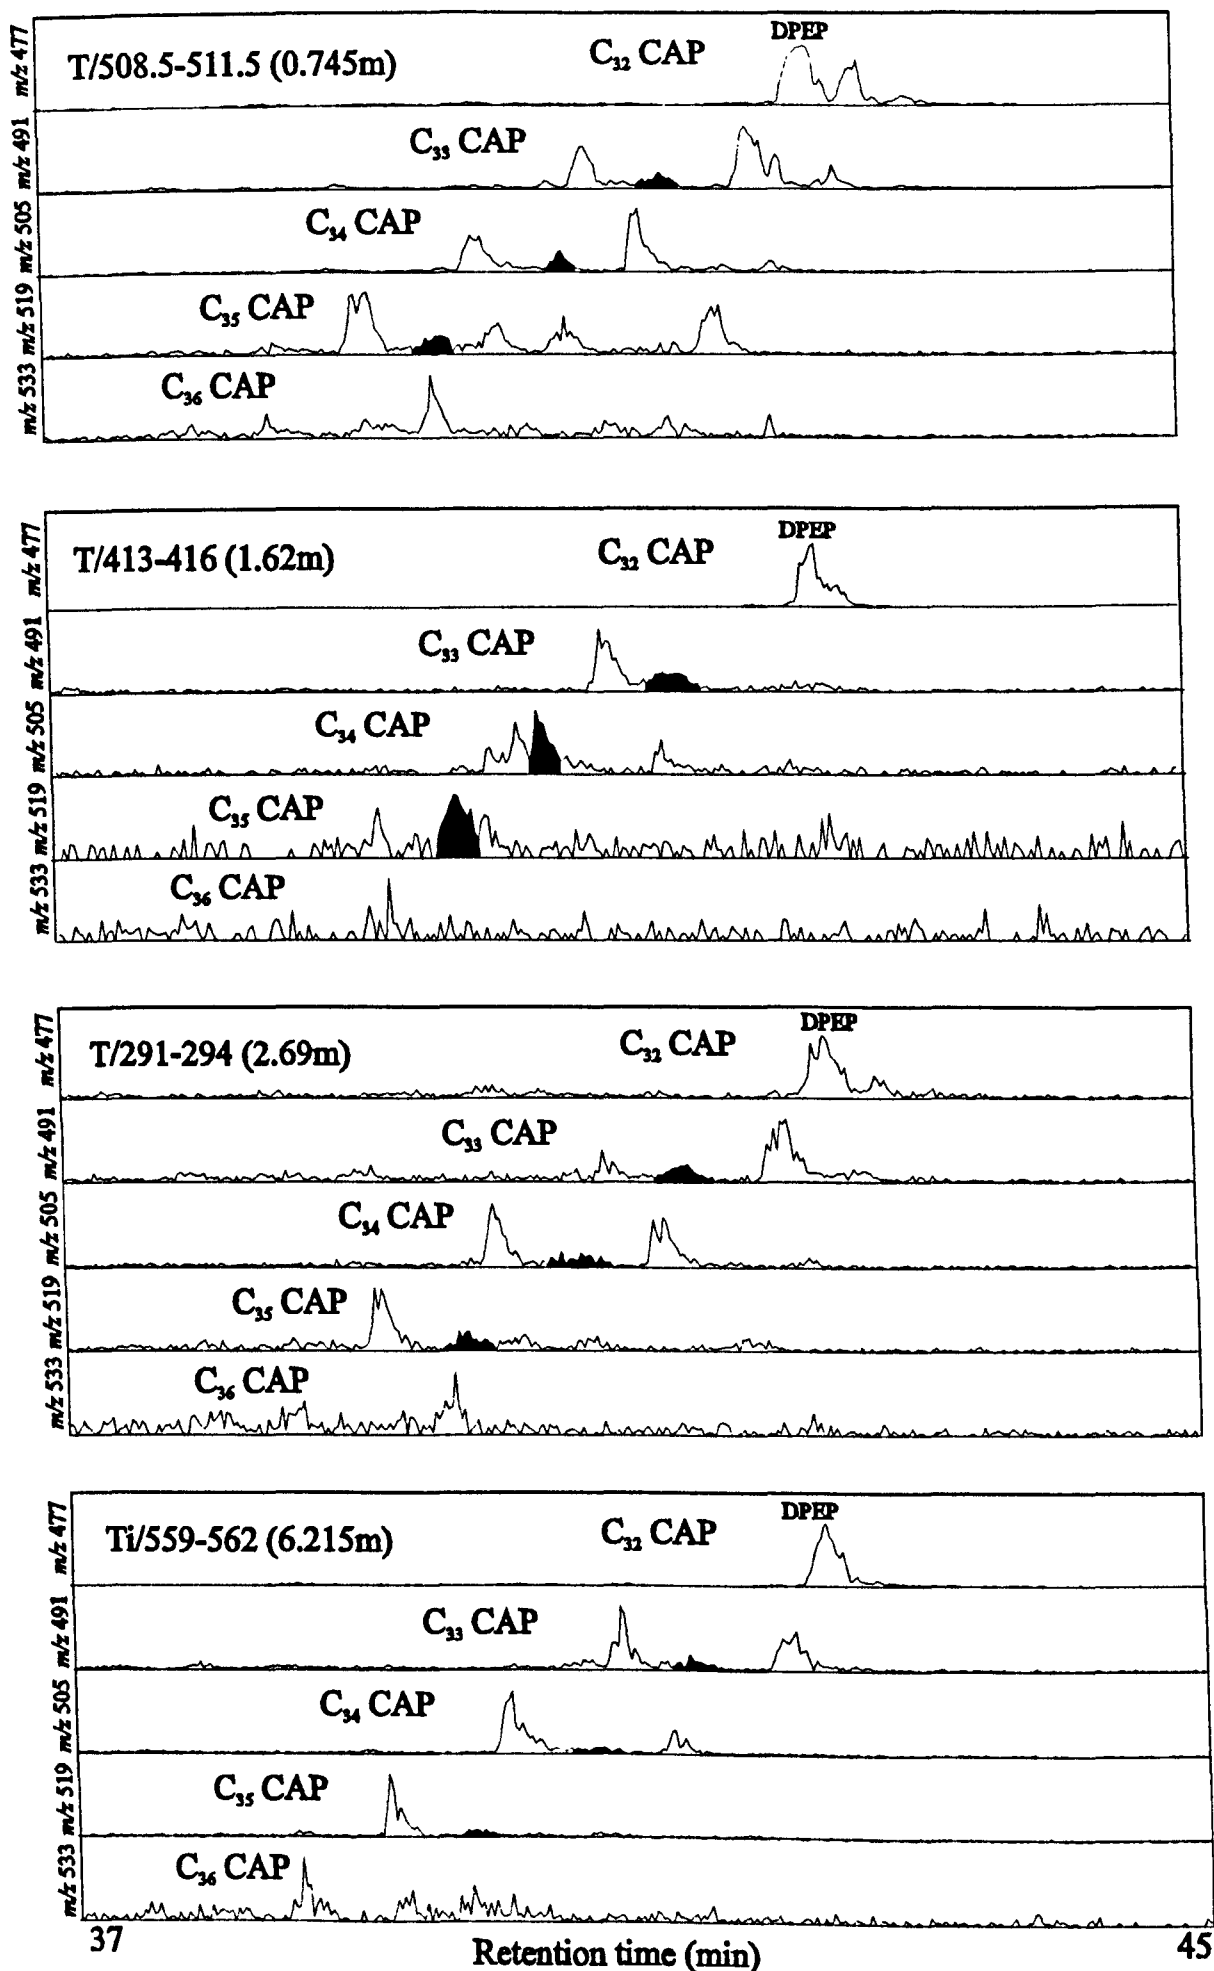 DPEP
T/508.5-511.5 (0.745m)
C₃₂ CAP
m/z 477
C₃₃ CAP
m/z 491
C₃₄ CAP
m/z 505
C₃₅ CAP
m/z 519
C₃₆ CAP
m/z 533
DPEP
T/413-416 (1.62m)
C₃₂ CAP
m/z 477
C₃₃ CAP
m/z 491
C₃₄ CAP
m/z 505
C₃₅ CAP
m/z 519
C₃₆ CAP
m/z 533
DPEP
T/291-294 (2.69m)
C₃₂ CAP
m/z 477
C₃₃ CAP
m/z 491
C₃₄ CAP
m/z 505
C₃₅ CAP
m/z 519
C₃₆ CAP
m/z 533
DPEP
Ti/559-562 (6.215m)
C₃₂ CAP
m/z 477
C₃₃ CAP
m/z 491
C₃₄ CAP
m/z 505
C₃₅ CAP
m/z 519
C₃₆ CAP
m/z 533
37
Retention time (min)
45